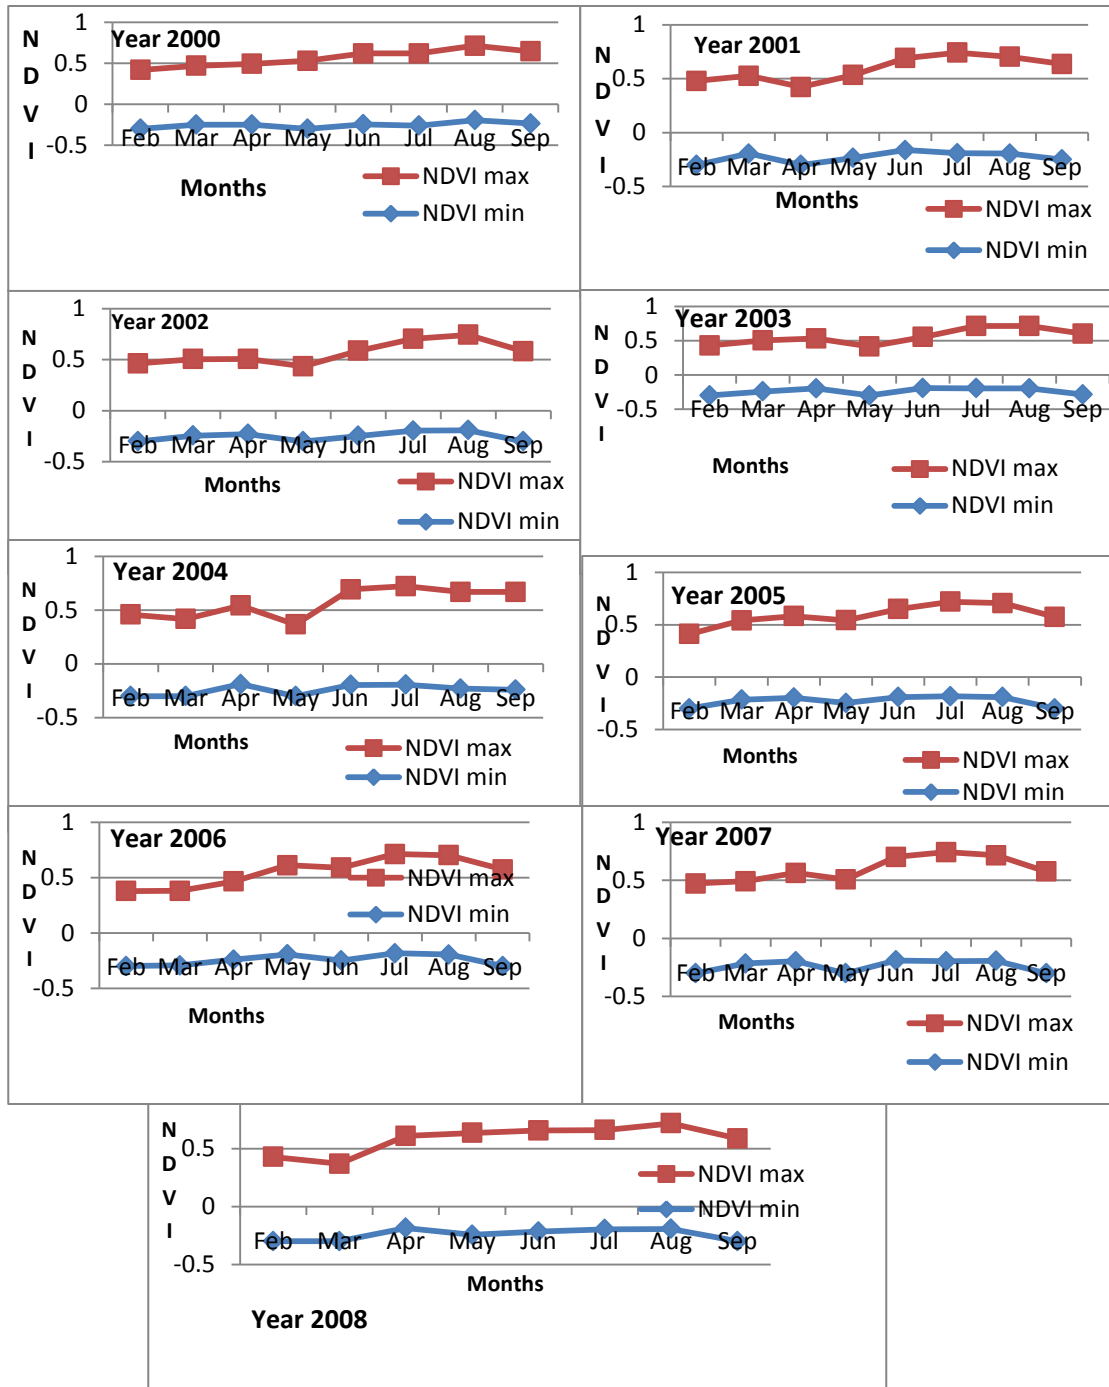 Year 2000
N
D
V
I
1
0.5
0
-0.5
Feb Mar Apr May Jun Jul Aug Sep
Months
NDVI max
NDVI min
Year 2001
N
D
V
I
1
0.5
0
-0.5
Feb Mar Apr May Jun Jul Aug Sep
Months
NDVI max
NDVI min
Year 2002
N
D
V
I
1
0.5
0
-0.5
Feb Mar Apr May Jun Jul Aug Sep
Months
NDVI max
NDVI min
Year 2003
N
D
V
I
1
0.5
0
-0.5
Feb Mar Apr May Jun Jul Aug Sep
Months
NDVI max
NDVI min
Year 2004
N
D
V
I
1
0.5
0
-0.5
Feb Mar Apr May Jun Jul Aug Sep
Months
NDVI max
NDVI min
Year 2005
N
D
V
I
1
0.5
0
-0.5
Feb Mar Apr May Jun Jul Aug Sep
Months
NDVI max
NDVI min
Year 2006
N
D
V
I
1
0.5
0
-0.5
Feb Mar Apr May Jun Jul Aug Sep
Months
NDVI max
NDVI min
Year 2007
N
D
V
I
1
0.5
0
-0.5
Feb Mar Apr May Jun Jul Aug Sep
Months
NDVI max
NDVI min
N
D
V
I
0.5
0
-0.5
Feb Mar Apr May Jun Jul Aug Sep
Months
NDVI max
NDVI min
Year 2008